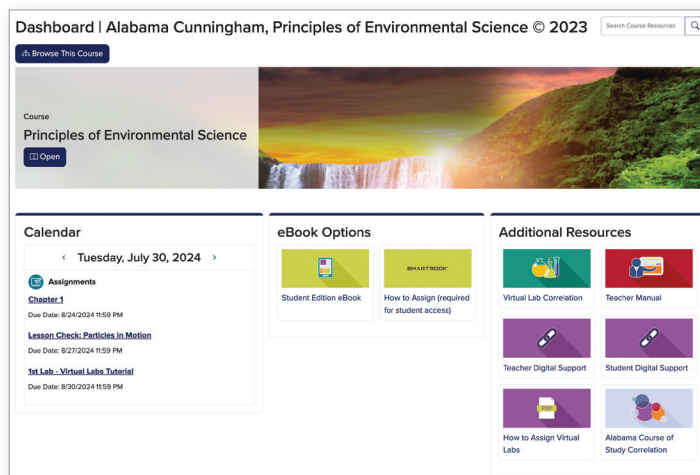 Dashboard | Alabama Cunningham, Principles of Environmental Science © 2023
Search Course Resources
Browse This Course
Course
Principles of Environmental Science
Open
Calendar
Tuesday, July 30, 2024
Assignments
Chapter 1
Due Date: 8/24/2024 11:59 PM
Lesson Check: Particles in Motion
Due Date: 8/27/2024 11:59 PM
1st Lab - Virtual Labs Tutorial
Due Date: 8/30/2024 11:59 PM
eBook Options
Student Edition eBook
SMARTBOOK
How to Assign (required
for student access)
Additional Resources
Virtual Lab Correlation
Teacher Manual
Teacher Digital Support
Student Digital Support
PDF
How to Assign Virtual
Labs
Alabama Course of
Study Correlation